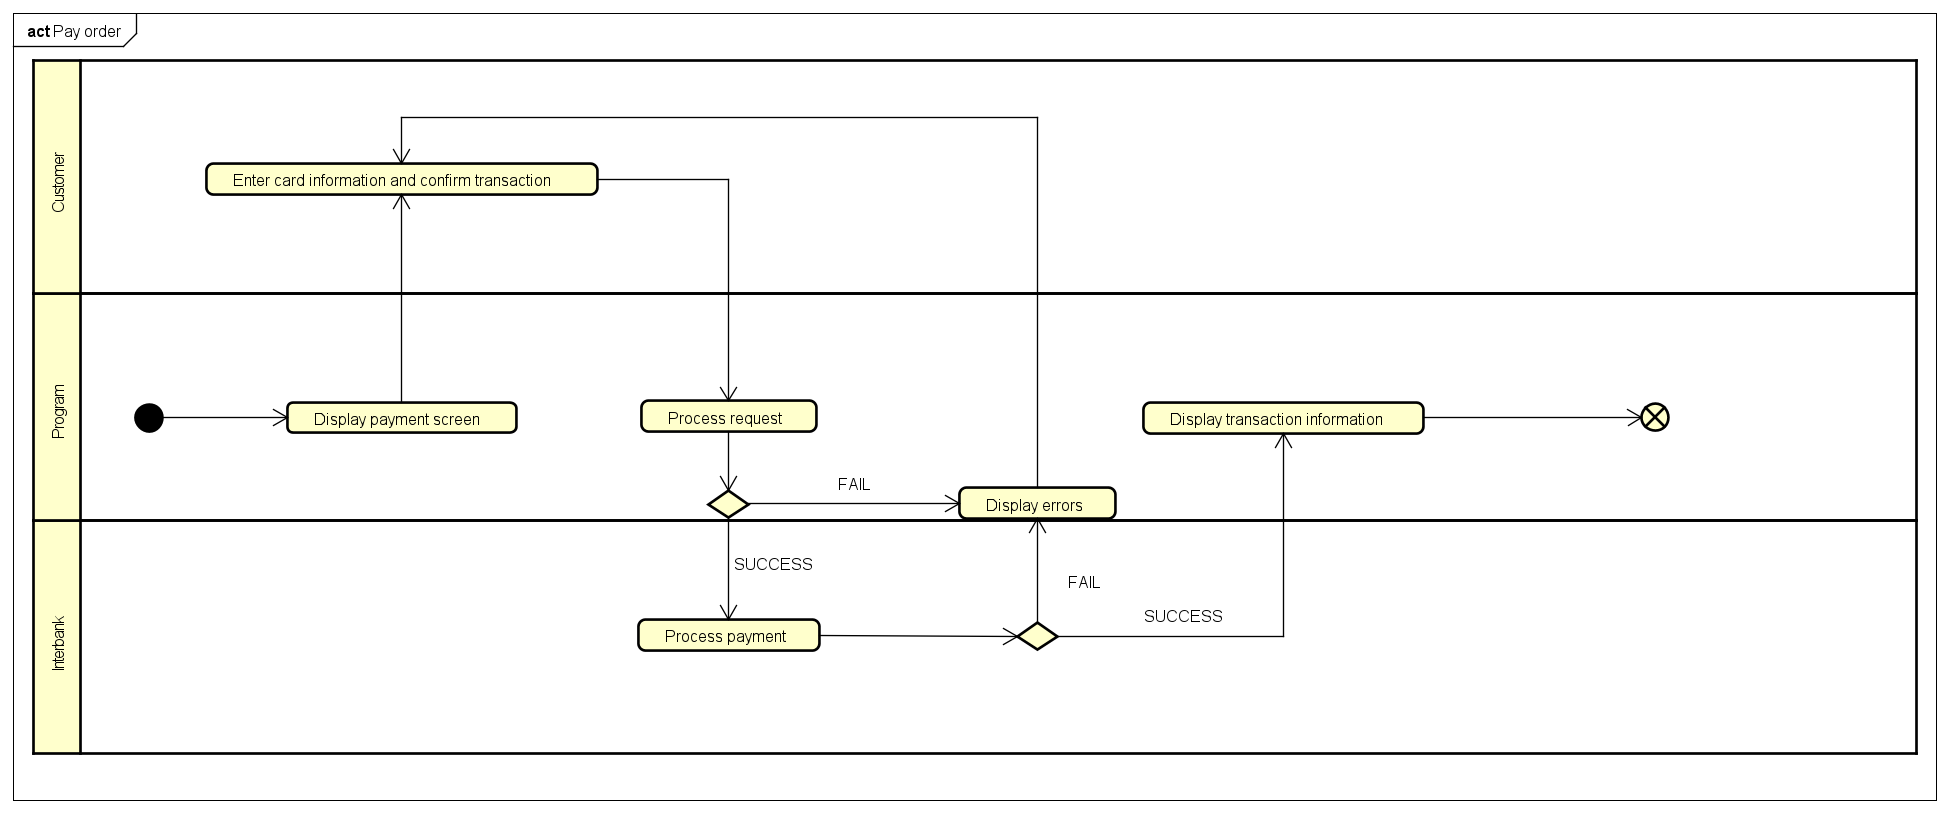 act Pay order
Customer
Enter card information and confirm transaction
Program
Display payment screen
Process request
Display transaction information
FAIL
Display errors
Interbank
SUCCESS
FAIL
SUCCESS
Process payment